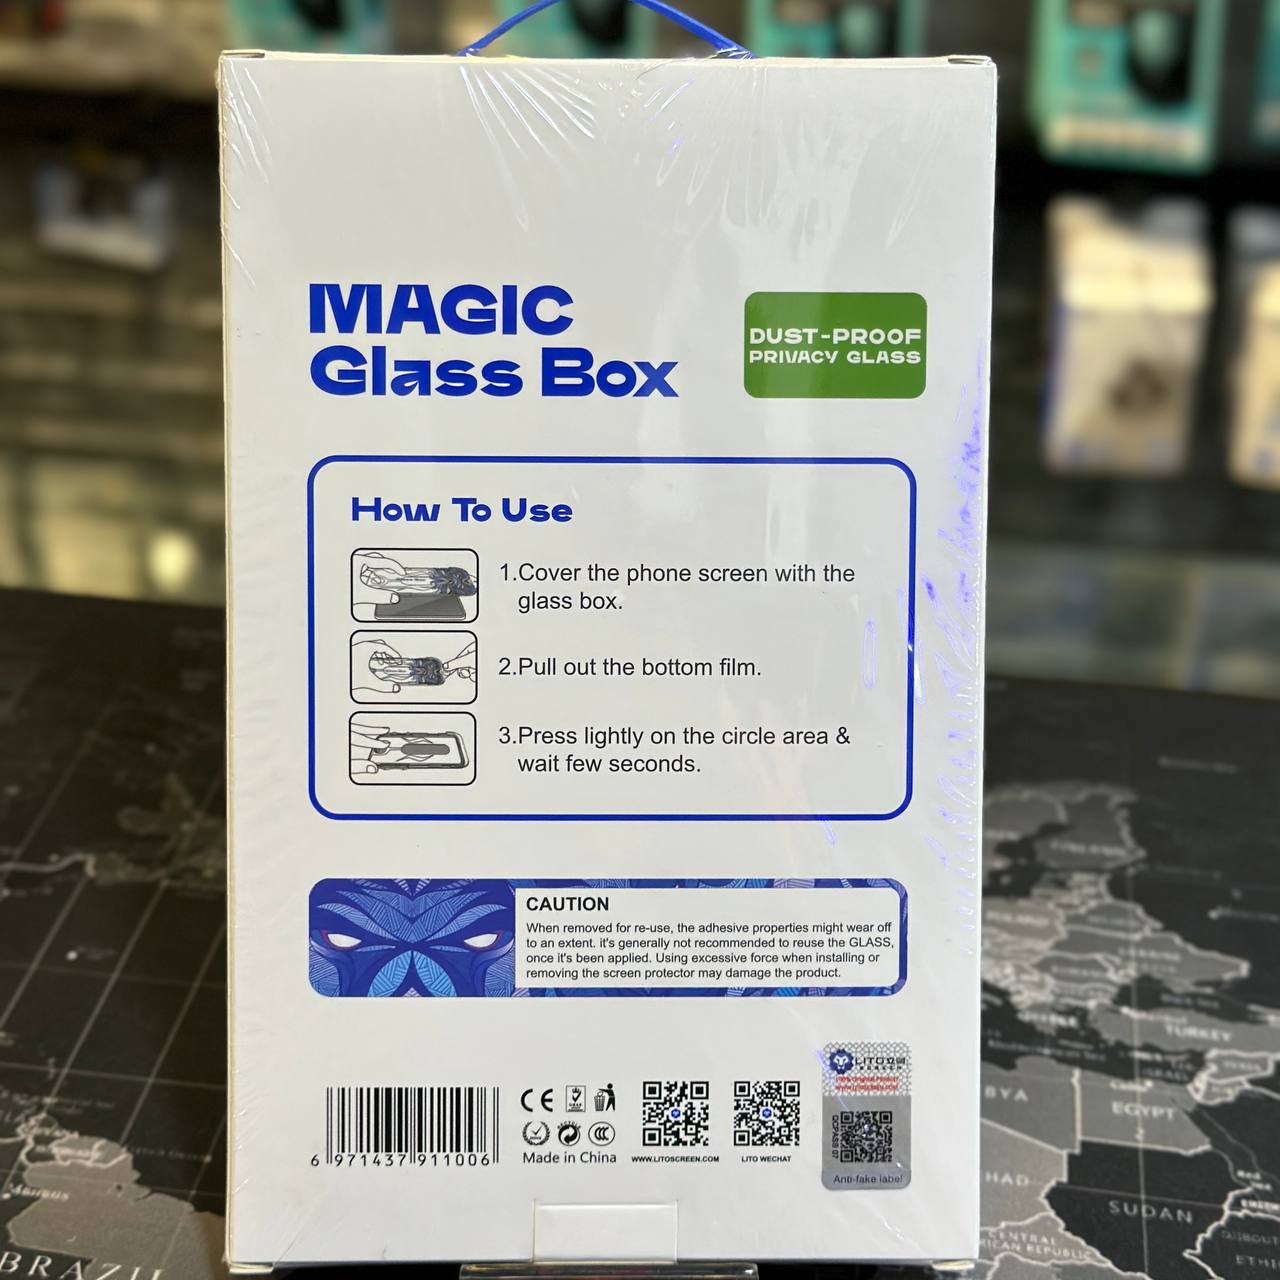 MAGIC
Glass Box
DUST-PROOF
PRIVACY GLASS
How To Use
1.Cover the phone screen with the
glass box.
2.Pull out the bottom film.
3.Press lightly on the circle area &
wait few seconds.
CAUTION
When removed for re-use, the adhesive properties might wear off
to an extent. it's generally not recommended to reuse the GLASS,
once it's been applied. Using excessive force when installing or
removing the screen protector may damage the product.
6 971437 911006
CE
Made in China
WWW.LITOSCREEN.COM
LITO WECHAT
LITO
Anti-fake label
TURKEY
EGYPT
SUDAN
CENTRAL
BRAZIL